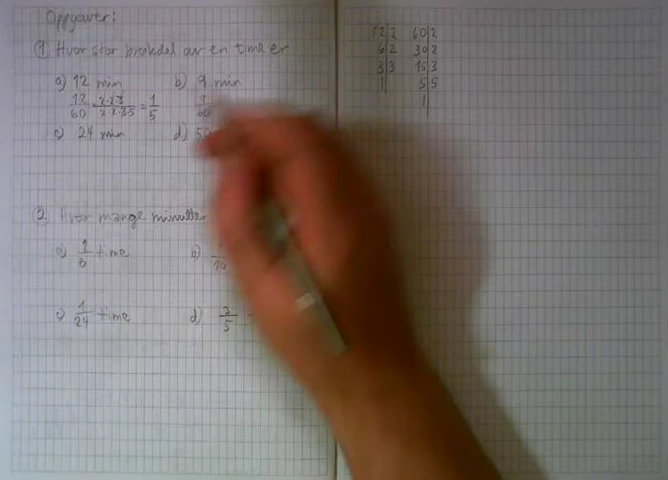 Oppgaver:
1 Hvor stor brøkdel av en time er
a) 12 min b) 9 min
12/60 = 2·2·3/2·2·3·5 = 1/5
60
c) 24 min d) 50
2 Hvor mange minutter
a) 1/6 time b) 10
c) 1/24 time d) 3/5
12|2 60|2
6|2 30|2
3|3 15|3
1| 5|5
1|